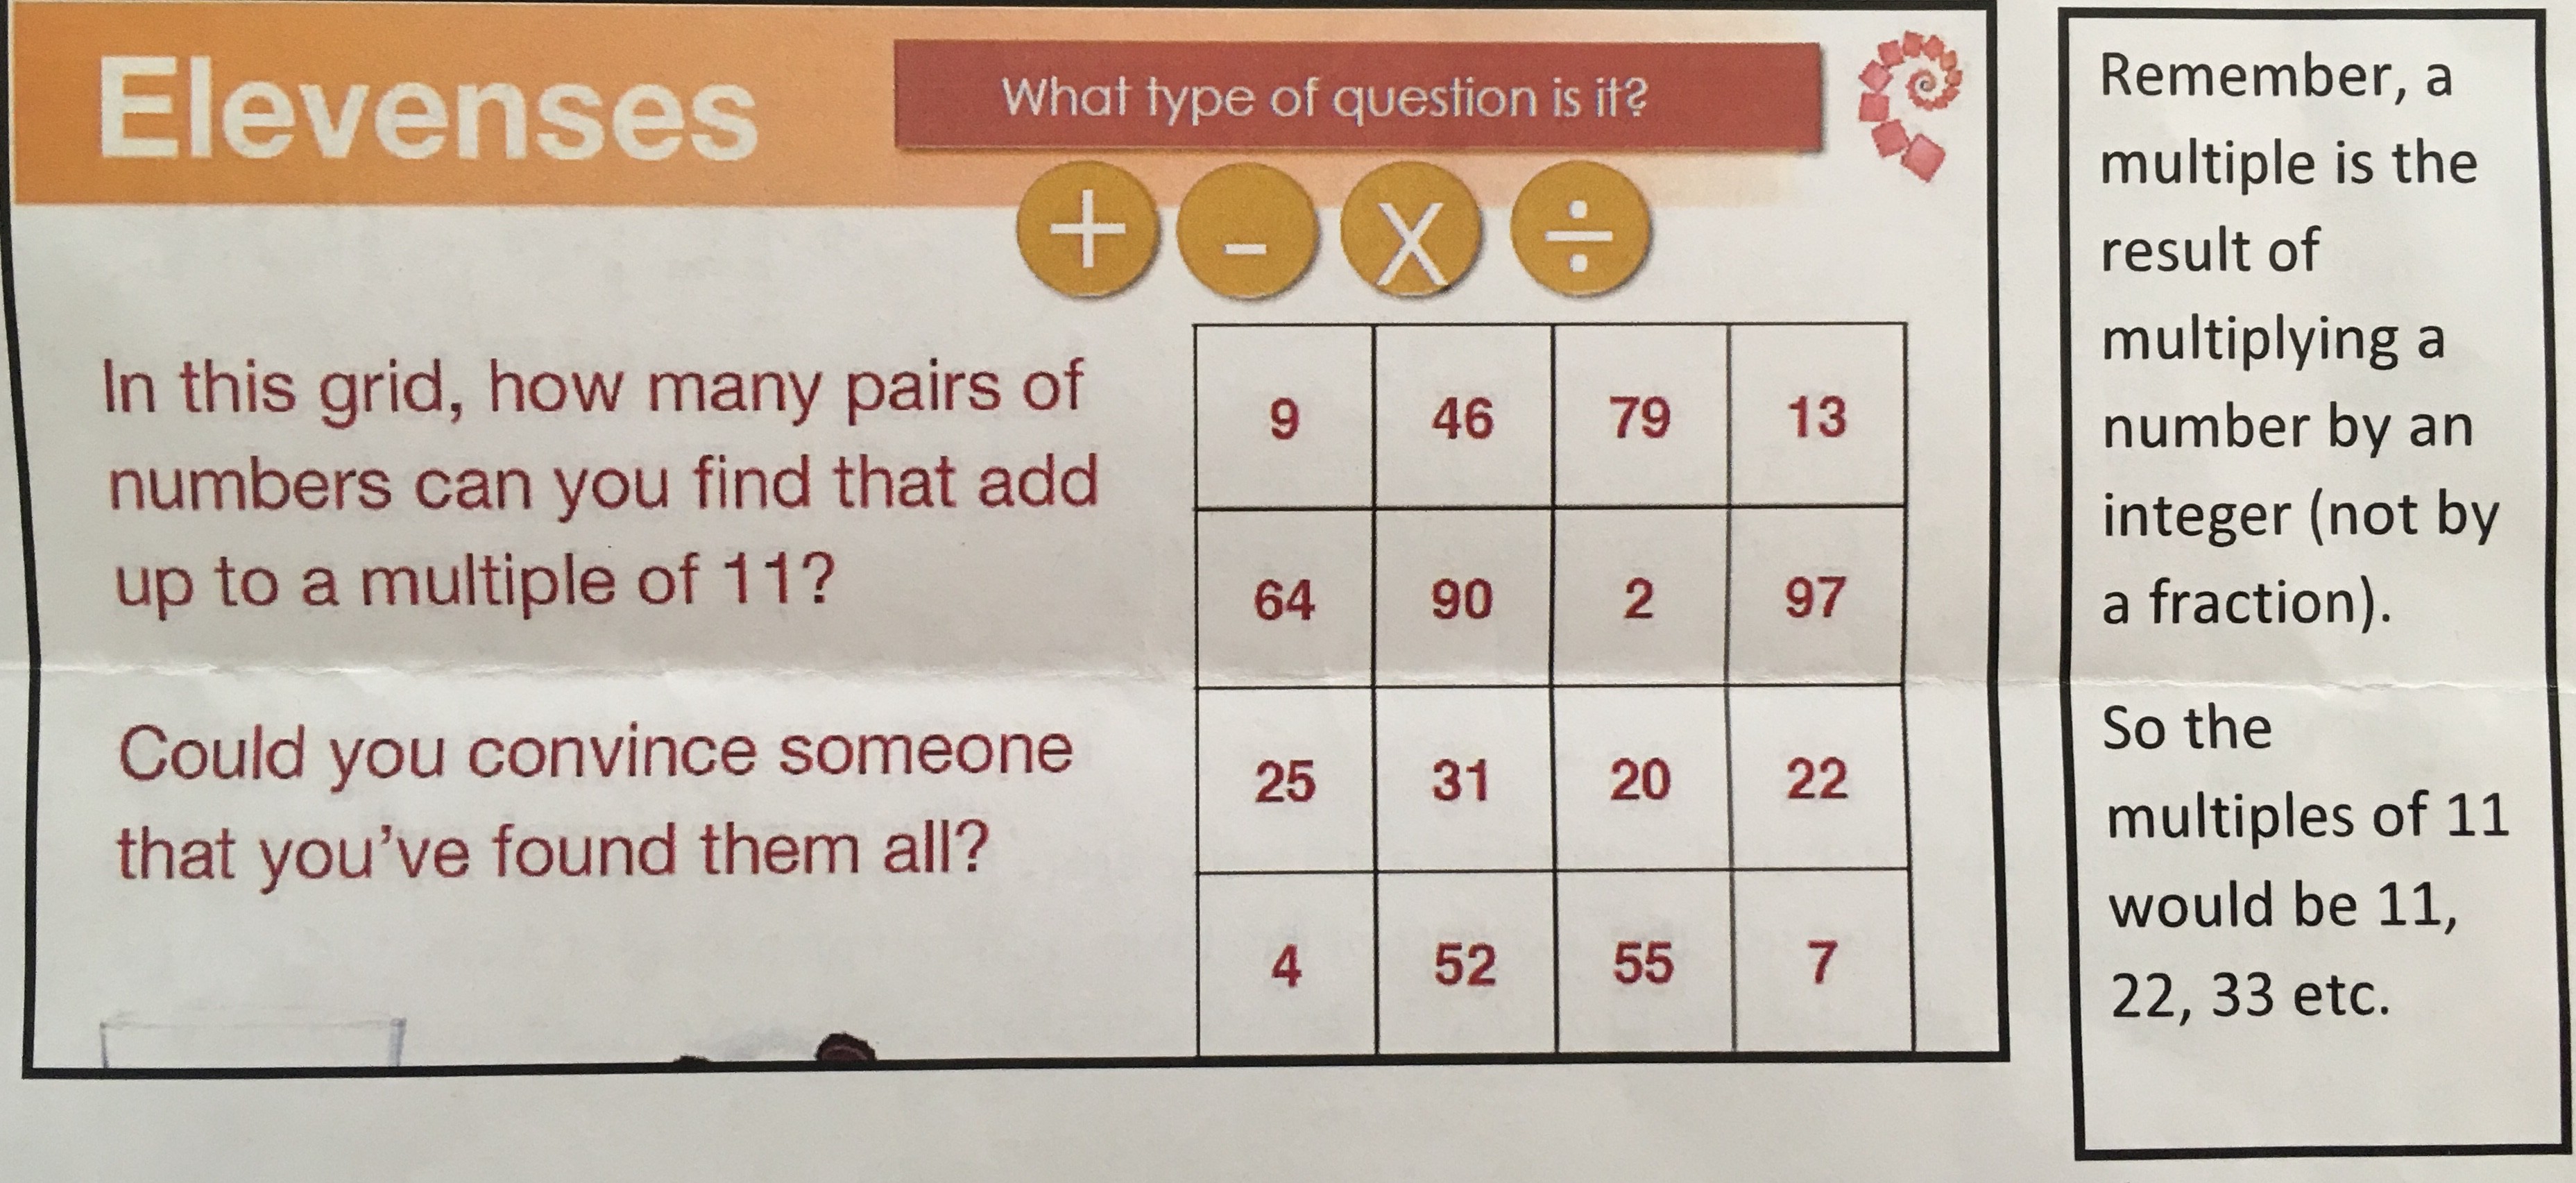 Elevenses
What type of question is it?
+ - x ÷
In this grid, how many pairs of
numbers can you find that add
up to a multiple of 11?
Could you convince someone
that you've found them all?
9 46 79 13
64 90 2 97
25 31 20 22
4 52 55 7
Remember, a
multiple is the
result of
multiplying a
number by an
integer (not by
a fraction).
So the
multiples of 11
would be 11,
22, 33 etc.